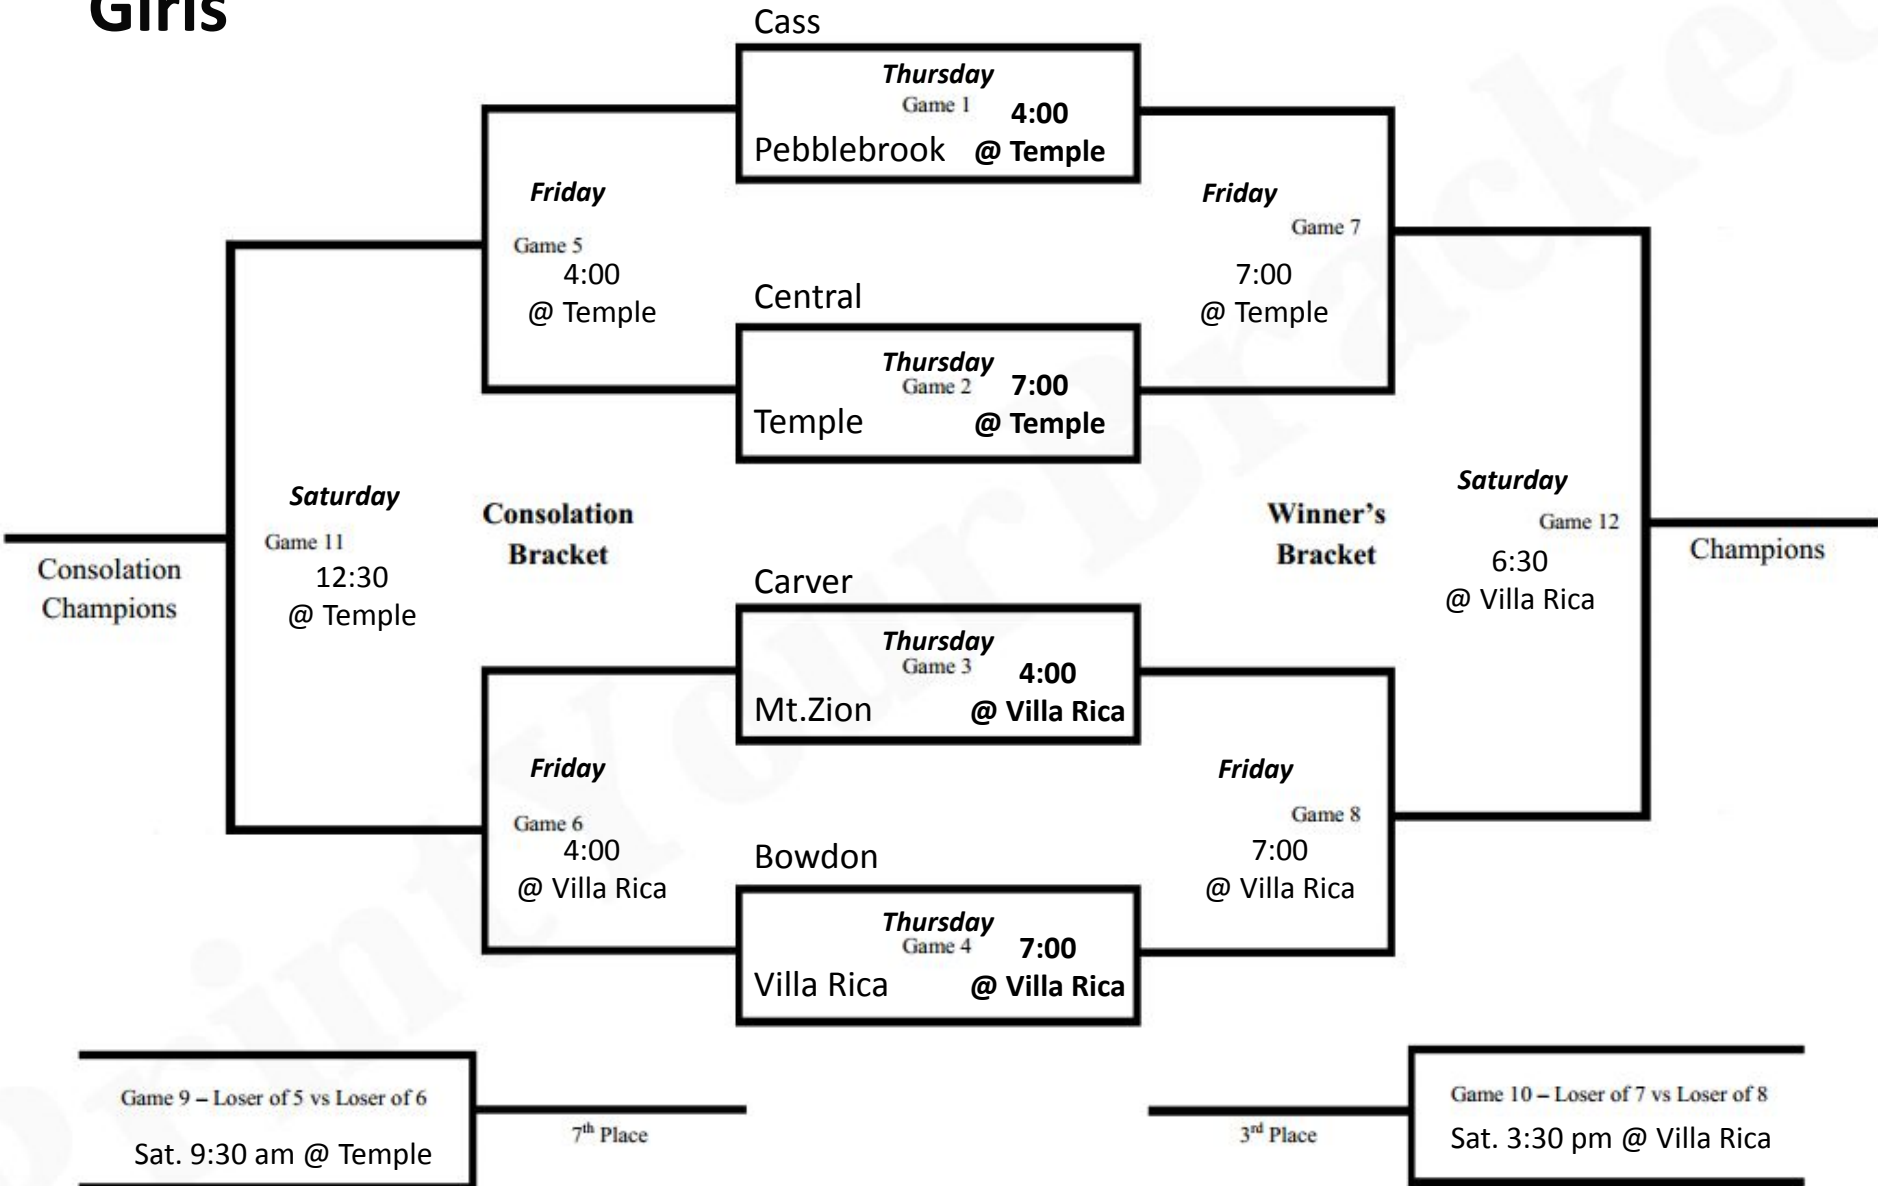 Girls
Cass
Thursday
Game 1
4:00
Pebblebrook
@ Temple
Friday
Game 5
4:00
@ Temple
Friday
Game 7
7:00
@ Temple
Central
Thursday
Game 2
7:00
Temple
@ Temple
Saturday
Game 11
12:30
@ Temple
Consolation
Bracket
Winner's
Bracket
Saturday
Game 12
6:30
@ Villa Rica
Consolation
Champions
Champions
Carver
Thursday
Game 3
4:00
Mt.Zion
@ Villa Rica
Friday
Game 6
4:00
@ Villa Rica
Friday
Game 8
7:00
@ Villa Rica
Bowdon
Thursday
Game 4
7:00
Villa Rica
@ Villa Rica
Game 9 – Loser of 5 vs Loser of 6
Sat. 9:30 am @ Temple
7th Place
3rd Place
Game 10 – Loser of 7 vs Loser of 8
Sat. 3:30 pm @ Villa Rica
PrintYourBracket